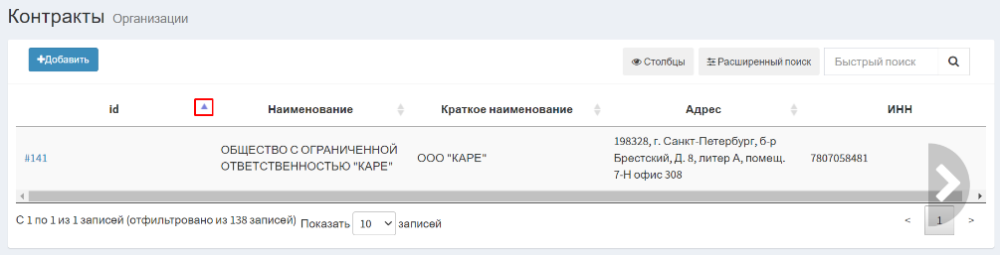 Контракты Организации
Добавить
Столбцы
Расширенный поиск
Быстрый поиск
id Наименование Краткое наименование Адрес ИНН
#141
ОБЩЕСТВО С ОГРАНИЧЕННОЙ
ОТВЕТСТВЕННОСТЬЮ "КАРЕ"
ООО "КАРЕ"
198328, г. Санкт-Петербург, б-р
Брестский, Д. 8, литер А, помещ.
7-Н офис 308
7807058481
С 1 по 1 из 1 записей (отфильтровано из 138 записей) Показать 10 записей
< 1 >